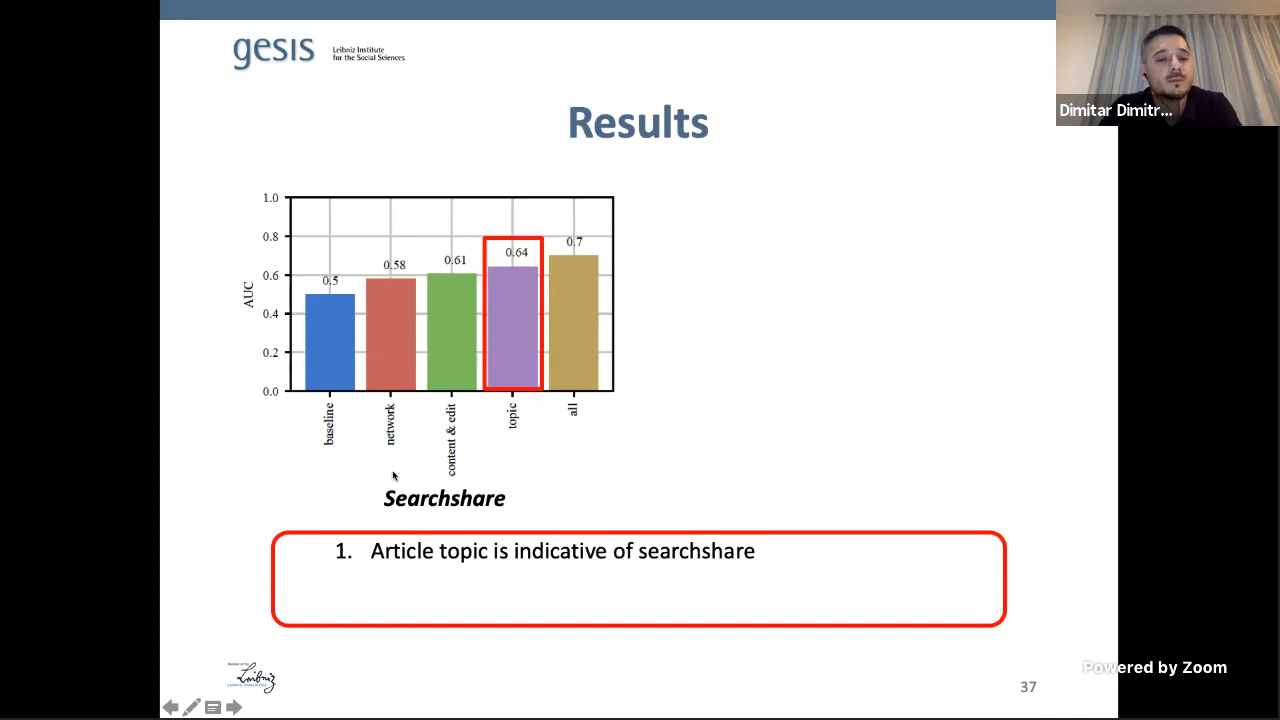 gesis
Leibniz Institute
for the Social Sciences
Dimitar Dimitr...
Results
1.0
0.8
0.6
0.4
0.2
0.0
AUC
0.5
0.58
0.61
0.64
0.7
baseline
network
content & edit
topic
all
Searchshare
1. Article topic is indicative of searchshare
Leibniz
37
Powered by Zoom